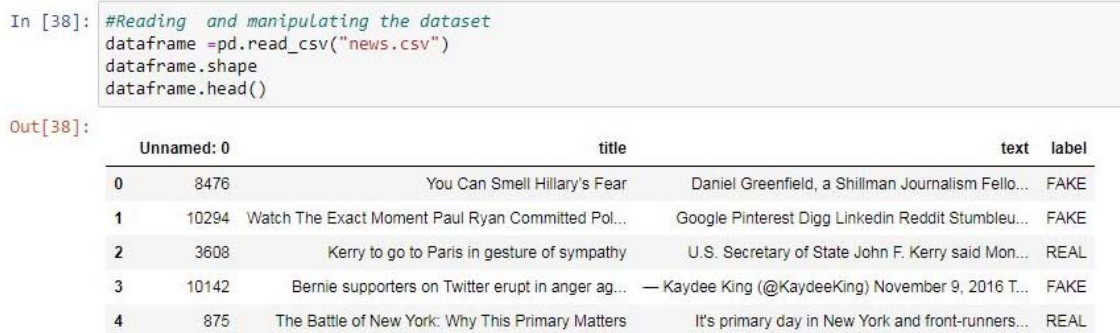 In [38]: #Reading  and manipulating the dataset
dataframe =pd.read_csv("news.csv")
dataframe.shape
dataframe.head()
Out[38]:
Unnamed: 0 title text label
0 8476 You Can Smell Hillary's Fear Daniel Greenfield, a Shillman Journalism Fello... FAKE
1 10294 Watch The Exact Moment Paul Ryan Committed Pol... Google Pinterest Digg Linkedin Reddit Stumbleu... FAKE
2 3608 Kerry to go to Paris in gesture of sympathy U.S. Secretary of State John F. Kerry said Mon... REAL
3 10142 Bernie supporters on Twitter erupt in anger ag... — Kaydee King (@KaydeeKing) November 9, 2016 T... FAKE
4 875 The Battle of New York: Why This Primary Matters It's primary day in New York and front-runners... REAL